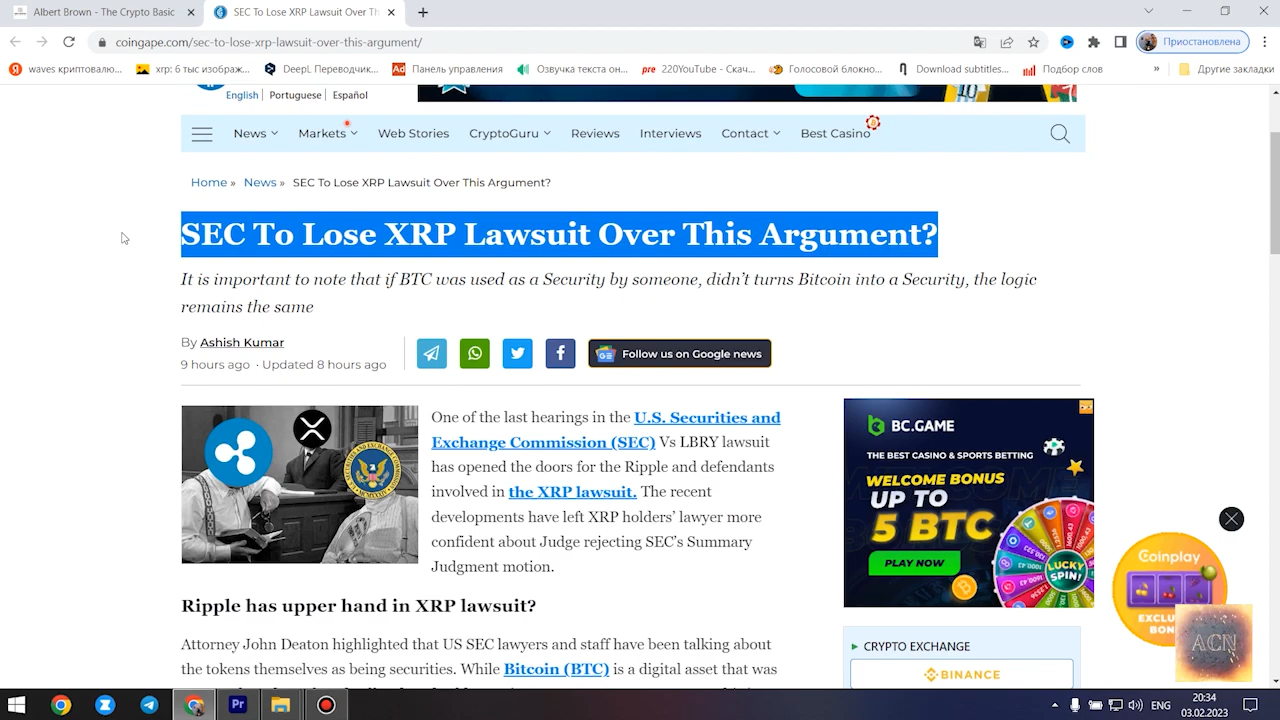 Albert Brown - The Crypto Basic
SEC To Lose XRP Lawsuit Over Th
coingape.com/sec-to-lose-xrp-lawsuit-over-this-argument/
Приостановлена
waves криптовалю...
xrp: 6 тыс изображ...
DeepL Переводчик...
Панель управления
Озвучка текста он...
pre 220YouTube - Скач...
Голосовой блокно...
Download subtitles...
Подбор слов
»
Другие закладки
English | Portuguese | Español
News Markets Web Stories CryptoGuru Reviews Interviews Contact Best Casino
Home » News » SEC To Lose XRP Lawsuit Over This Argument?
SEC To Lose XRP Lawsuit Over This Argument?
It is important to note that if BTC was used as a Security by someone, didn't turns Bitcoin into a Security, the logic
remains the same
By Ashish Kumar
9 hours ago · Updated 8 hours ago
Follow us on Google news
One of the last hearings in the U.S. Securities and
Exchange Commission (SEC) Vs LBRY lawsuit
has opened the doors for the Ripple and defendants
involved in the XRP lawsuit. The recent
developments have left XRP holders' lawyer more
confident about Judge rejecting SEC's Summary
Judgment motion.
Ripple has upper hand in XRP lawsuit?
Attorney John Deaton highlighted that US SEC lawyers and staff have been talking about
the tokens themselves as being securities. While Bitcoin (BTC) is a digital asset that was
BC.GAME
THE BEST CASINO & SPORTS BETTING
WELCOME BONUS
UP TO
5 BTC
PLAY NOW
LUCKY
SPIN!
Coinplay
ACN
CRYPTO EXCHANGE
BINANCE
Pr
ENG
20:34
03.02.2023